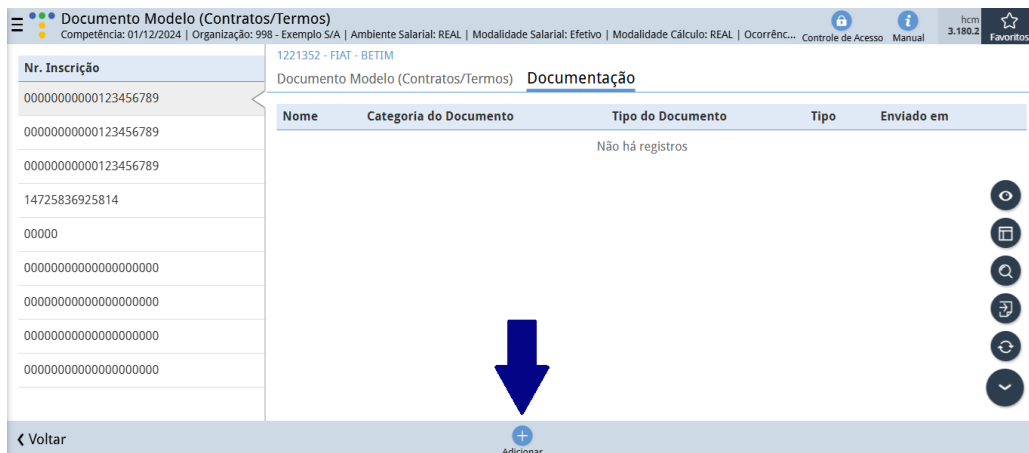 Documento Modelo (Contratos/Termos)
Competência: 01/12/2024 | Organização: 998 - Exemplo S/A | Ambiente Salarial: REAL | Modalidade Salarial: Efetivo | Modalidade Cálculo: REAL | Ocorrênc...
Controle de Acesso
Manual
hcm
3.180.2
Favoritos
Nr. Inscrição
00000000000123456789
00000000000123456789
00000000000123456789
14725836925814
00000
00000000000000000000
00000000000000000000
00000000000000000000
00000000000000000000
1221352 - FIAT - BETIM
Documento Modelo (Contratos/Termos) Documentação
Nome Categoria do Documento Tipo do Documento Tipo Enviado em
Não há registros
Voltar
Adicionar